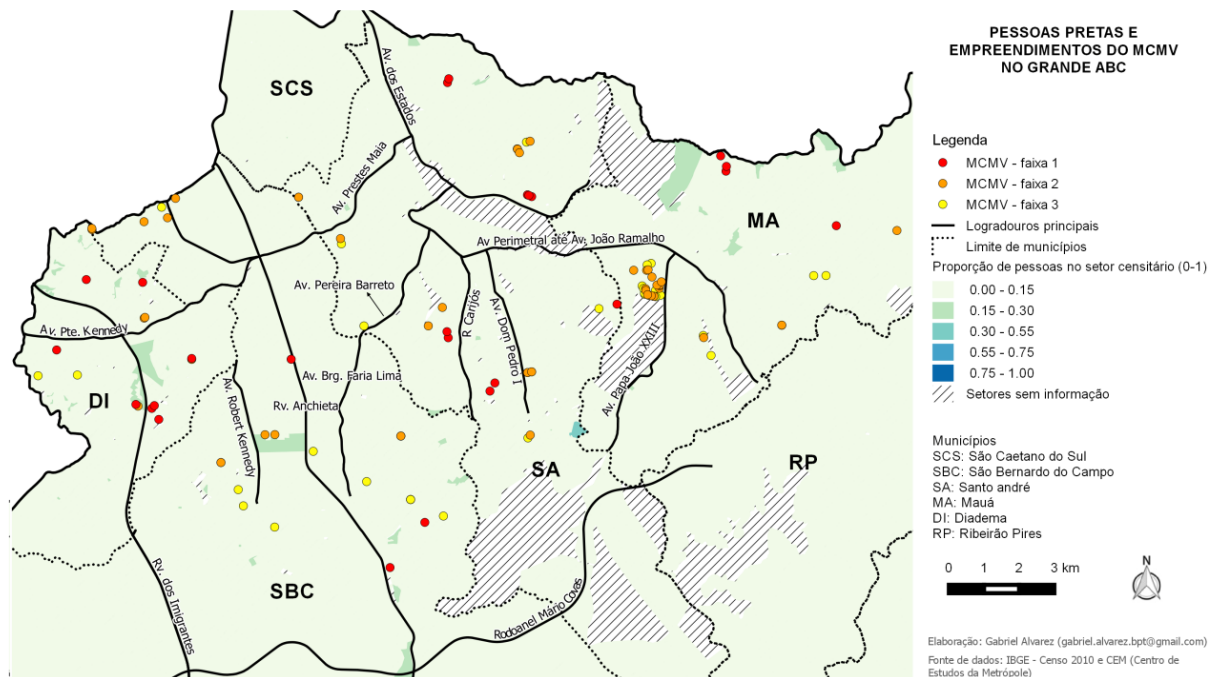 PESSOAS PRETAS E
EMPREENDIMENTOS DO MCMV
NO GRANDE ABC
Legenda
MCMV - faixa 1
MCMV - faixa 2
MCMV - faixa 3
Logradouros principais
Limite de municípios
Proporção de pessoas no setor censitário (0-1)
0.00 - 0.15
0.15 - 0.30
0.30 - 0.55
0.55 - 0.75
0.75 - 1.00
Setores sem informação
Municípios
SCS: São Caetano do Sul
SBC: São Bernardo do Campo
SA: Santo andré
MA: Mauá
DI: Diadema
RP: Ribeirão Pires
0 1 2 3 km
N
Elaboração: Gabriel Alvarez (gabriel.alvarez.bpt@gmail.com)
Fonte de dados: IBGE - Censo 2010 e CEM (Centro de
Estudos da Metrópole)
SCS
Av. dos Estados
Av. Prestes Maia
MA
Av Perimetral até Av. João Ramalho
Av. Pereira Barreto
R Carijós
Av. Dom Pedro I
Av. Papa João XXIII
Av. Pte. Kennedy
Av. Brg. Faria Lima
Av. Robert Kennedy
Rv. Anchieta
DI
SA
RP
SBC
Rv. dos Imigrantes
Rodoanel Mário Covas